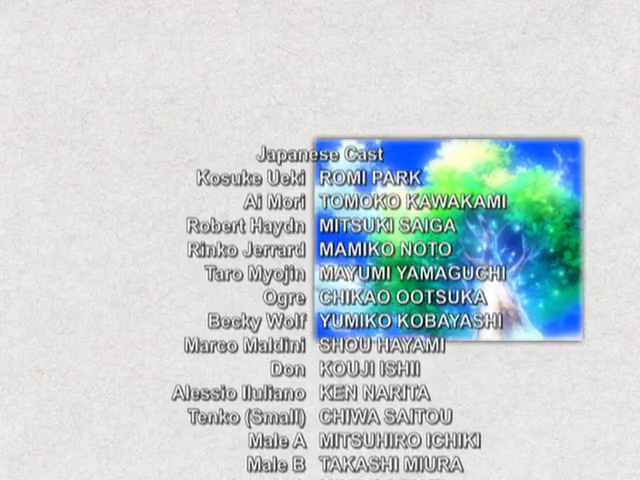 Japanese Cast
Kosuke Ueki ROMI PARK
Ai Mori TOMOKO KAWAKAMI
Robert Haydn MITSUKI SAIGA
Rinko Jerrard MAMIKO NOTO
Taro Myojin MAYUMI YAMAGUCHI
Ogre CHIKAO OOTSUKA
Becky Wolf YUMIKO KOBAYASHI
Marco Maldini SHOU HAYAMI
Don KOUJI ISHII
Alessio Iluliano KEN NARITA
Tenko (Small) CHIWA SAITOU
Male A MITSUHIRO ICHIKI
Male B TAKASHI MIURA